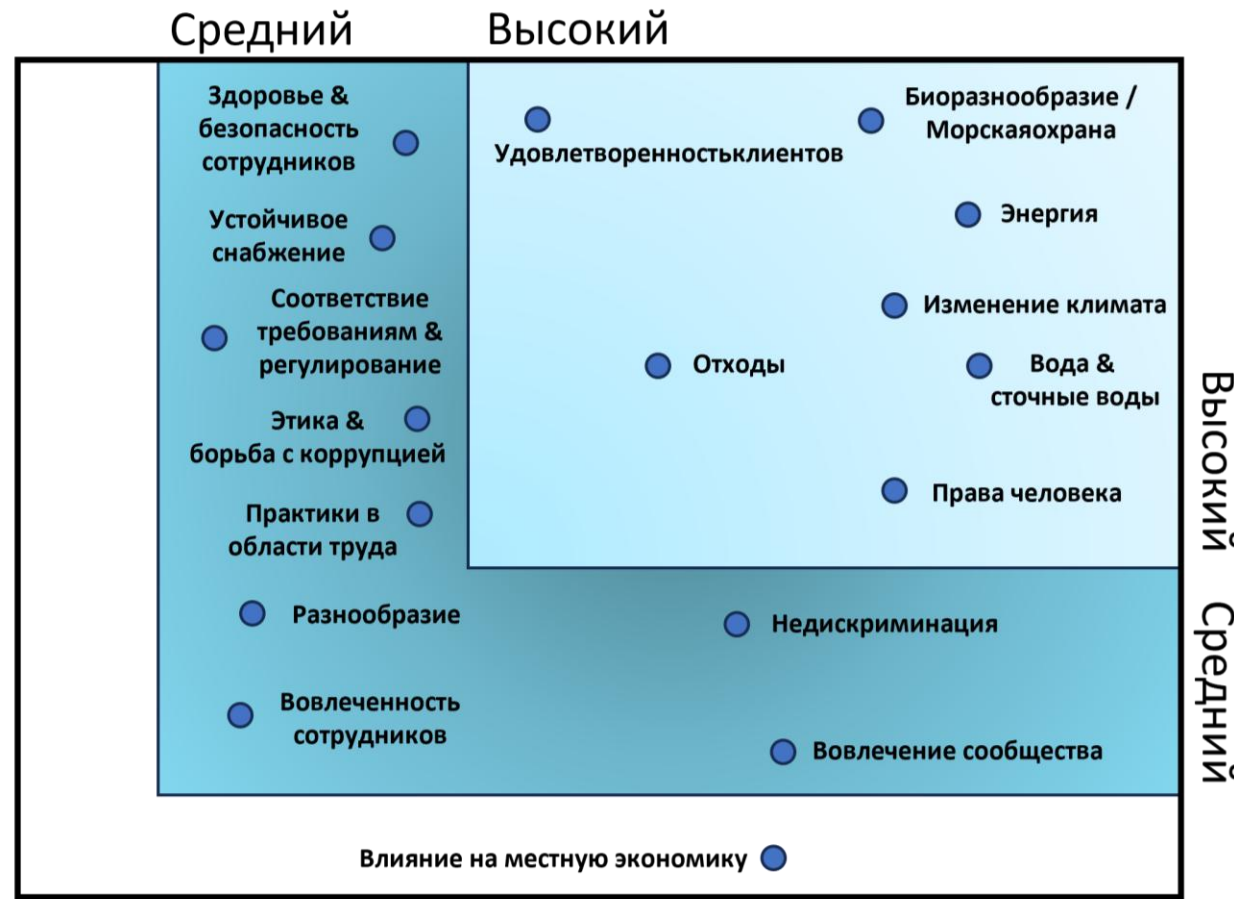 Средний
Высокий
Здоровье &
безопасность
сотрудников
Устойчивое
снабжение
Соответствие
требованиям &
регулирование
Этика &
борьба с коррупцией
Практики в
области труда
Разнообразие
Вовлеченность
сотрудников
Удовлетворенностьклиентов
Биоразнообразие /
Морскаяохрана
Энергия
Изменение климата
Отходы
Вода &
сточные воды
Права человека
Недискриминация
Вовлечение сообщества
Влияние на местную экономику
Высокий
Средний